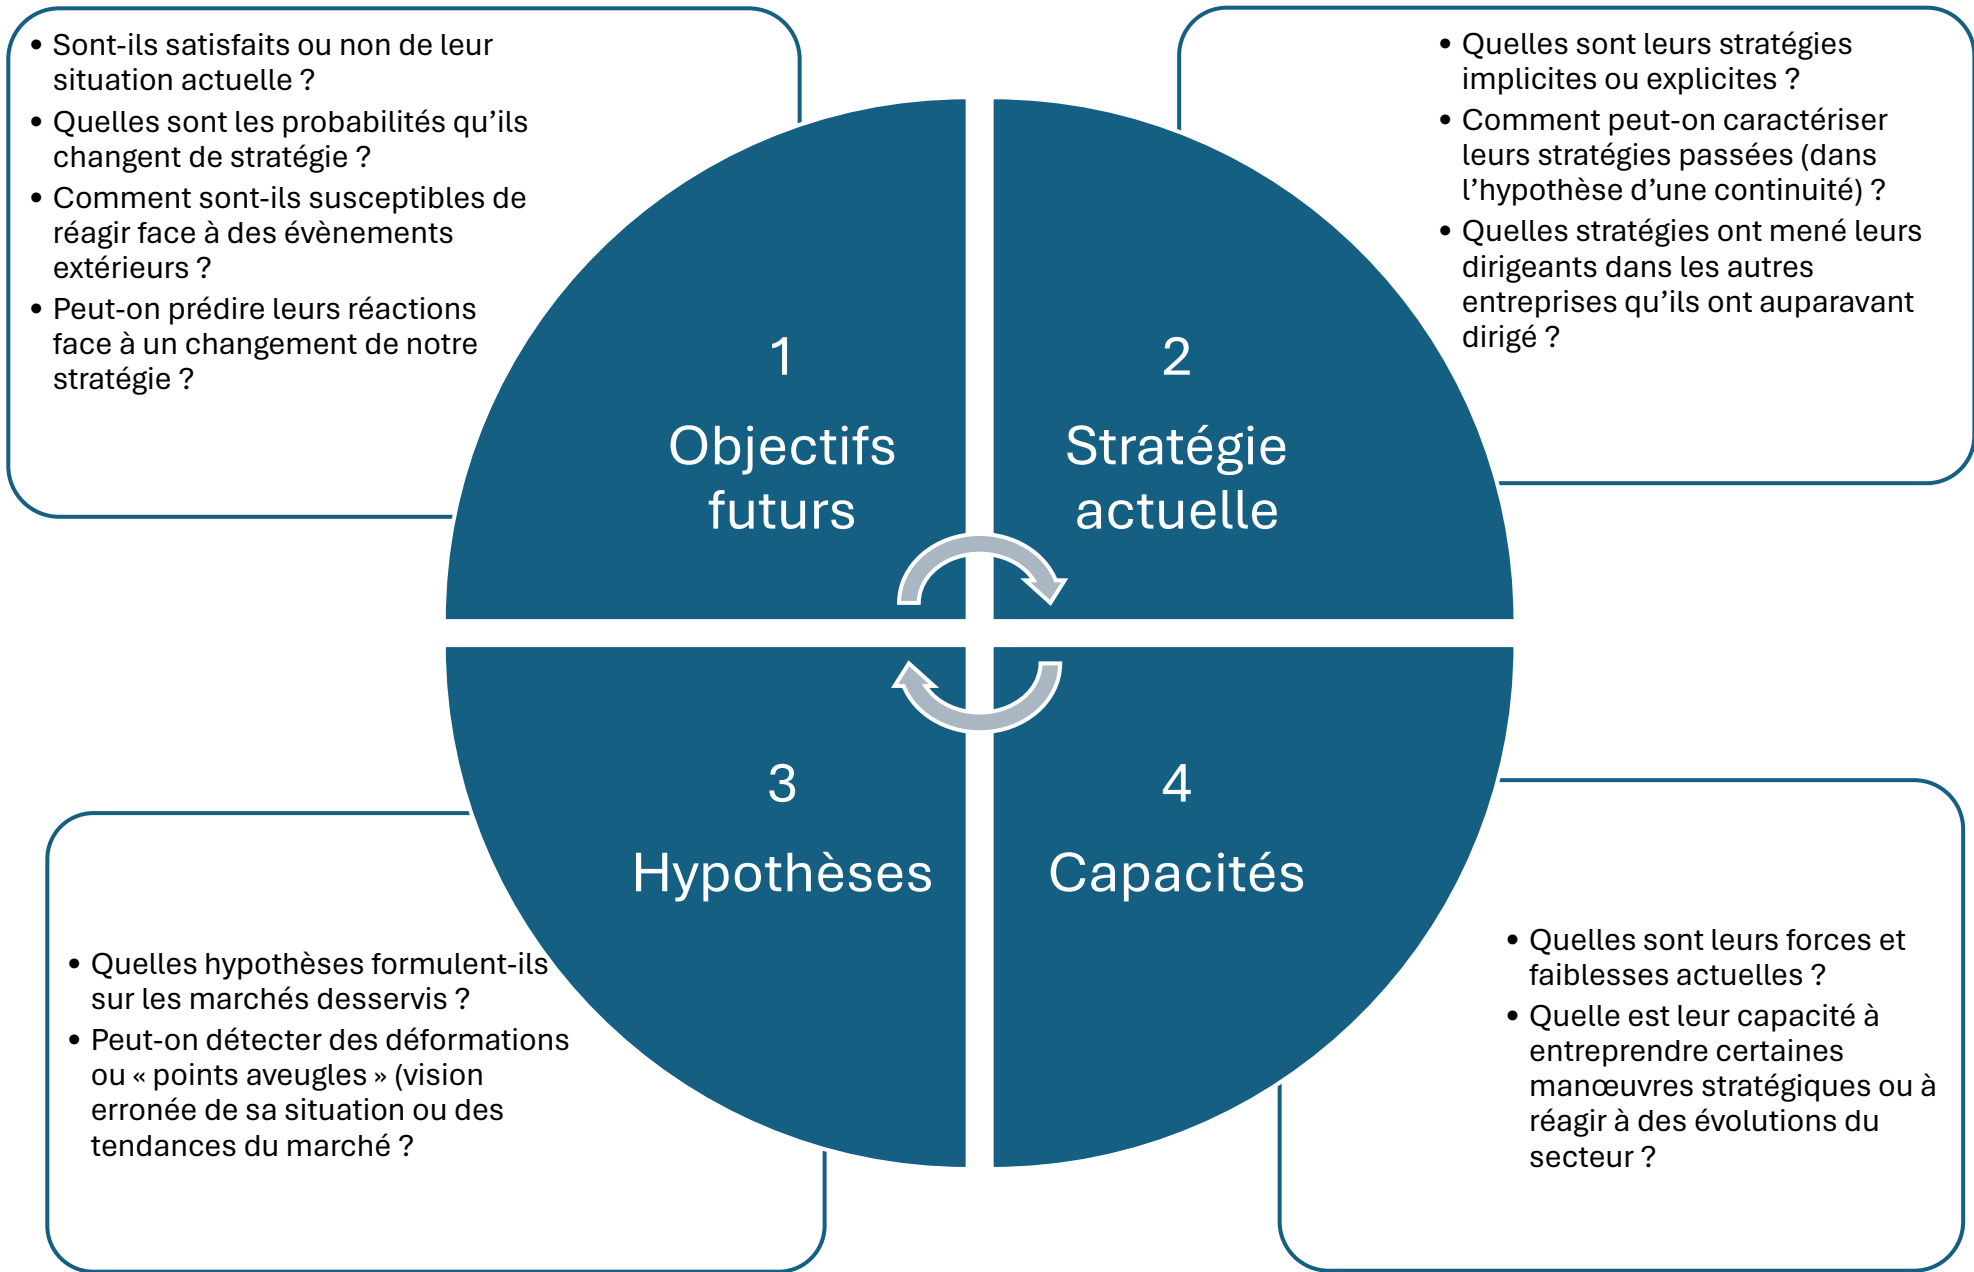 • Sont-ils satisfaits ou non de leur
situation actuelle ?
• Quelles sont les probabilités qu’ils
changent de stratégie ?
• Comment sont-ils susceptibles de
réagir face à des évènements
extérieurs ?
• Peut-on prédire leurs réactions
face à un changement de notre
stratégie ?
• Quelles sont leurs stratégies
implicites ou explicites ?
• Comment peut-on caractériser
leurs stratégies passées (dans
l’hypothèse d’une continuité) ?
• Quelles stratégies ont mené leurs
dirigeants dans les autres
entreprises qu’ils ont auparavant
dirigé ?
1
Objectifs
futurs
2
Stratégie
actuelle
3
Hypothèses
4
Capacités
• Quelles hypothèses formulent-ils
sur les marchés desservis ?
• Peut-on détecter des déformations
ou « points aveugles » (vision
erronée de sa situation ou des
tendances du marché ?
• Quelles sont leurs forces et
faiblesses actuelles ?
• Quelle est leur capacité à
entreprendre certaines
manœuvres stratégiques ou à
réagir à des évolutions du
secteur ?